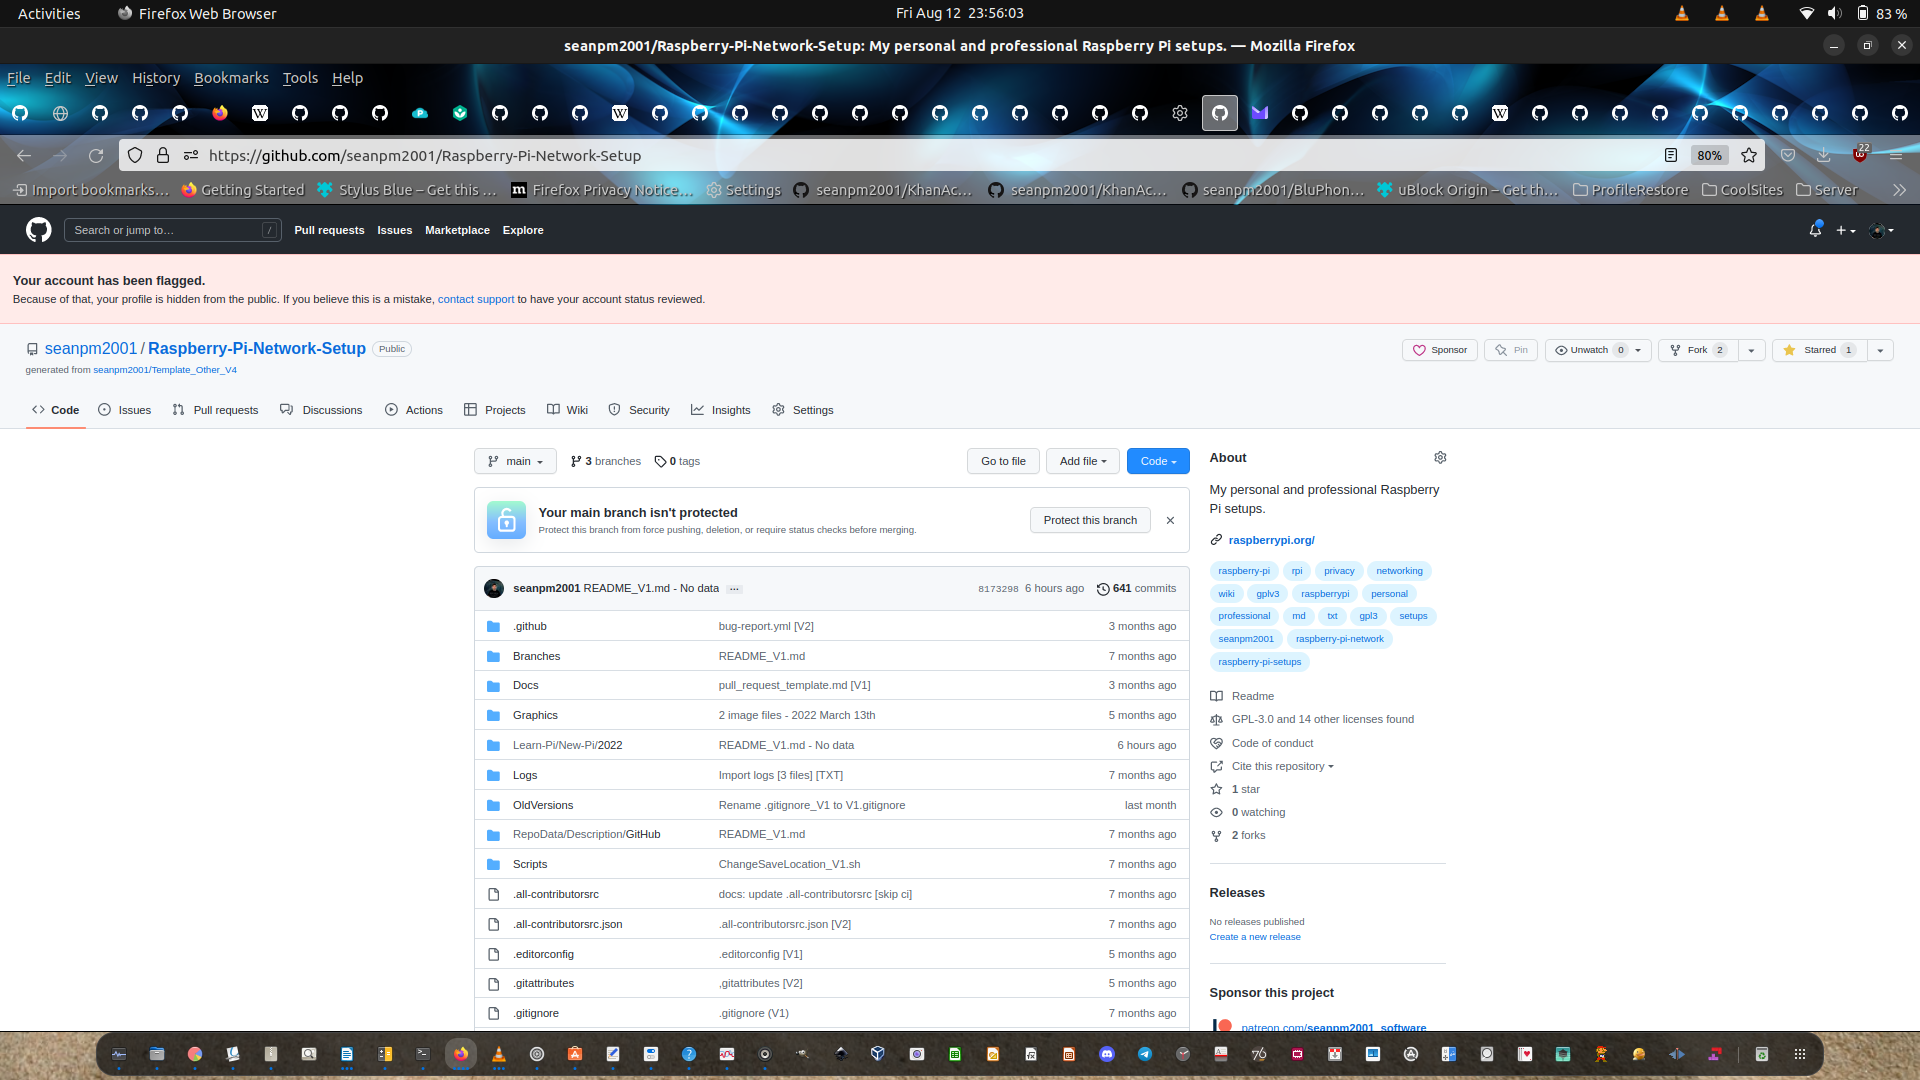 Activities
Firefox Web Browser
Fri Aug 12 23:56:03
83 %
seanpm2001/Raspberry-Pi-Network-Setup: My personal and professional Raspberry Pi setups. — Mozilla Firefox
File Edit View History Bookmarks Tools Help
https://github.com/seanpm2001/Raspberry-Pi-Network-Setup
80%
22
Import bookmarks…
Getting Started
Stylus Blue – Get this …
Firefox Privacy Notice…
Settings
seanpm2001/KhanAc…
seanpm2001/KhanAc…
seanpm2001/BluPhon…
uBlock Origin – Get th…
ProfileRestore
CoolSites
Server
Search or jump to… /
Pull requests Issues Marketplace Explore
Your account has been flagged.
Because of that, your profile is hidden from the public. If you believe this is a mistake, contact support to have your account status reviewed.
seanpm2001 / Raspberry-Pi-Network-Setup Public
generated from seanpm2001/Template_Other_V4
Sponsor
Pin
Unwatch 0
Fork 2
Starred 1
Code
Issues
Pull requests
Discussions
Actions
Projects
Wiki
Security
Insights
Settings
main
3 branches
0 tags
Go to file
Add file
Code
Your main branch isn't protected
Protect this branch from force pushing, deletion, or require status checks before merging.
Protect this branch
seanpm2001 README_V1.md - No data … 8173298 6 hours ago 641 commits
.github bug-report.yml [V2] 3 months ago
Branches README_V1.md 7 months ago
Docs pull_request_template.md [V1] 3 months ago
Graphics 2 image files - 2022 March 13th 5 months ago
Learn-Pi/New-Pi/2022 README_V1.md - No data 6 hours ago
Logs Import logs [3 files] [TXT] 7 months ago
OldVersions Rename .gitignore_V1 to V1.gitignore last month
RepoData/Description/GitHub README_V1.md 7 months ago
Scripts ChangeSaveLocation_V1.sh 7 months ago
.all-contributorsrc docs: update .all-contributorsrc [skip ci] 7 months ago
.all-contributorsrc.json .all-contributorsrc.json [V2] 7 months ago
.editorconfig .editorconfig [V1] 5 months ago
.gitattributes ,gitattributes [V2] 5 months ago
.gitignore .gitignore (V1) 7 months ago
About
My personal and professional Raspberry
Pi setups.
raspberrypi.org/
raspberry-pi rpi privacy networking
wiki gplv3 raspberrypi personal
professional md txt gpl3 setups
seanpm2001 raspberry-pi-network
raspberry-pi-setups
Readme
GPL-3.0 and 14 other licenses found
Code of conduct
Cite this repository
1 star
0 watching
2 forks
Releases
No releases published
Create a new release
Sponsor this project
patreon.com/seanpm2001_software